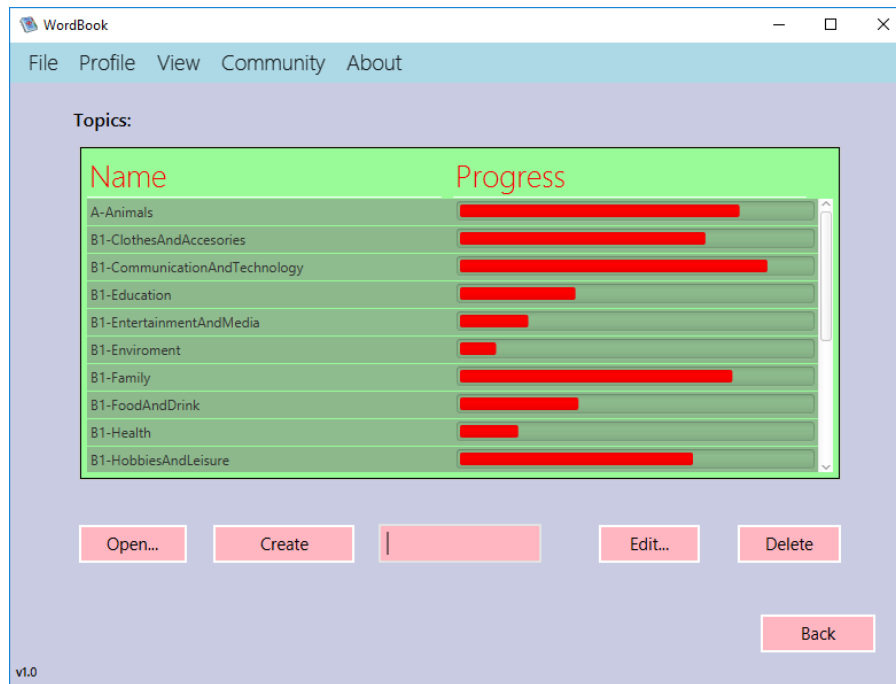 WordBook
File Profile View Community About
Topics:
Name Progress
A-Animals
B1-ClothesAndAccesories
B1-CommunicationAndTechnology
B1-Education
B1-EntertainmentAndMedia
B1-Enviroment
B1-Family
B1-FoodAndDrink
B1-Health
B1-HobbiesAndLeisure
Open... Create Edit... Delete
Back
v1.0